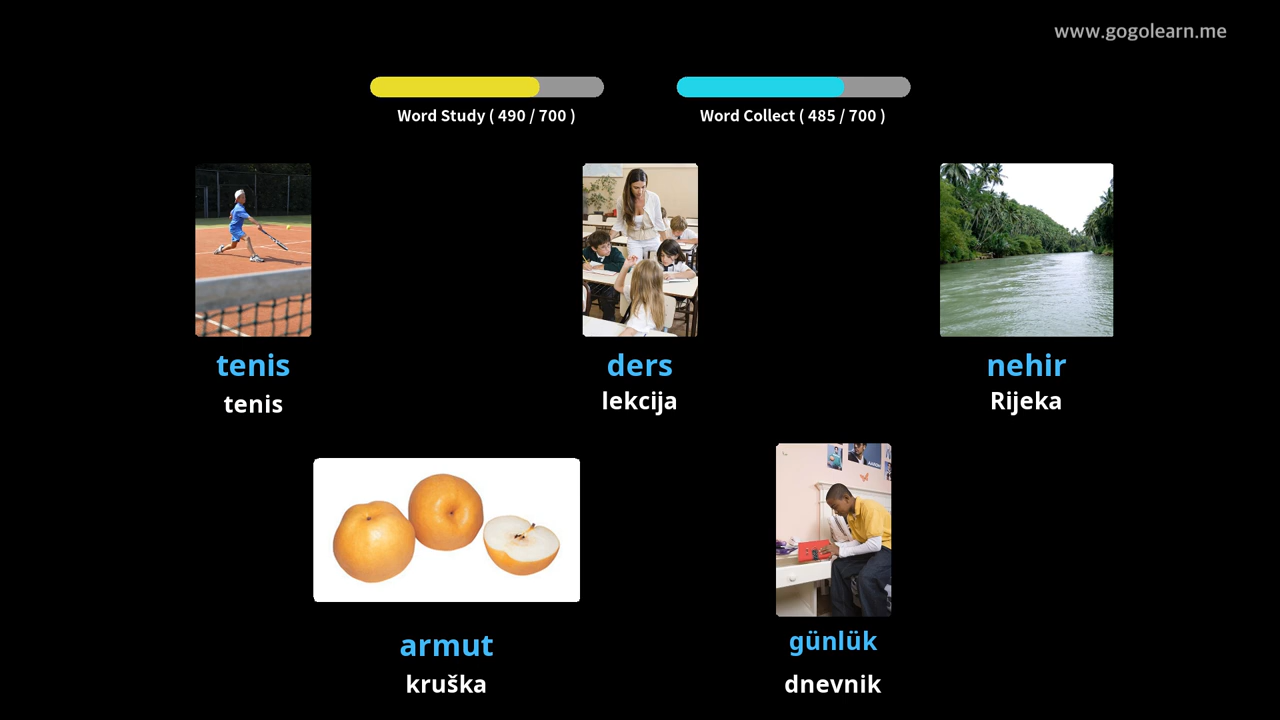 www.gogolearn.me
Word Study ( 490 / 700 )
Word Collect ( 485 / 700 )
tenis
tenis
ders
lekcija
nehir
Rijeka
armut
kruška
günlük
dnevnik